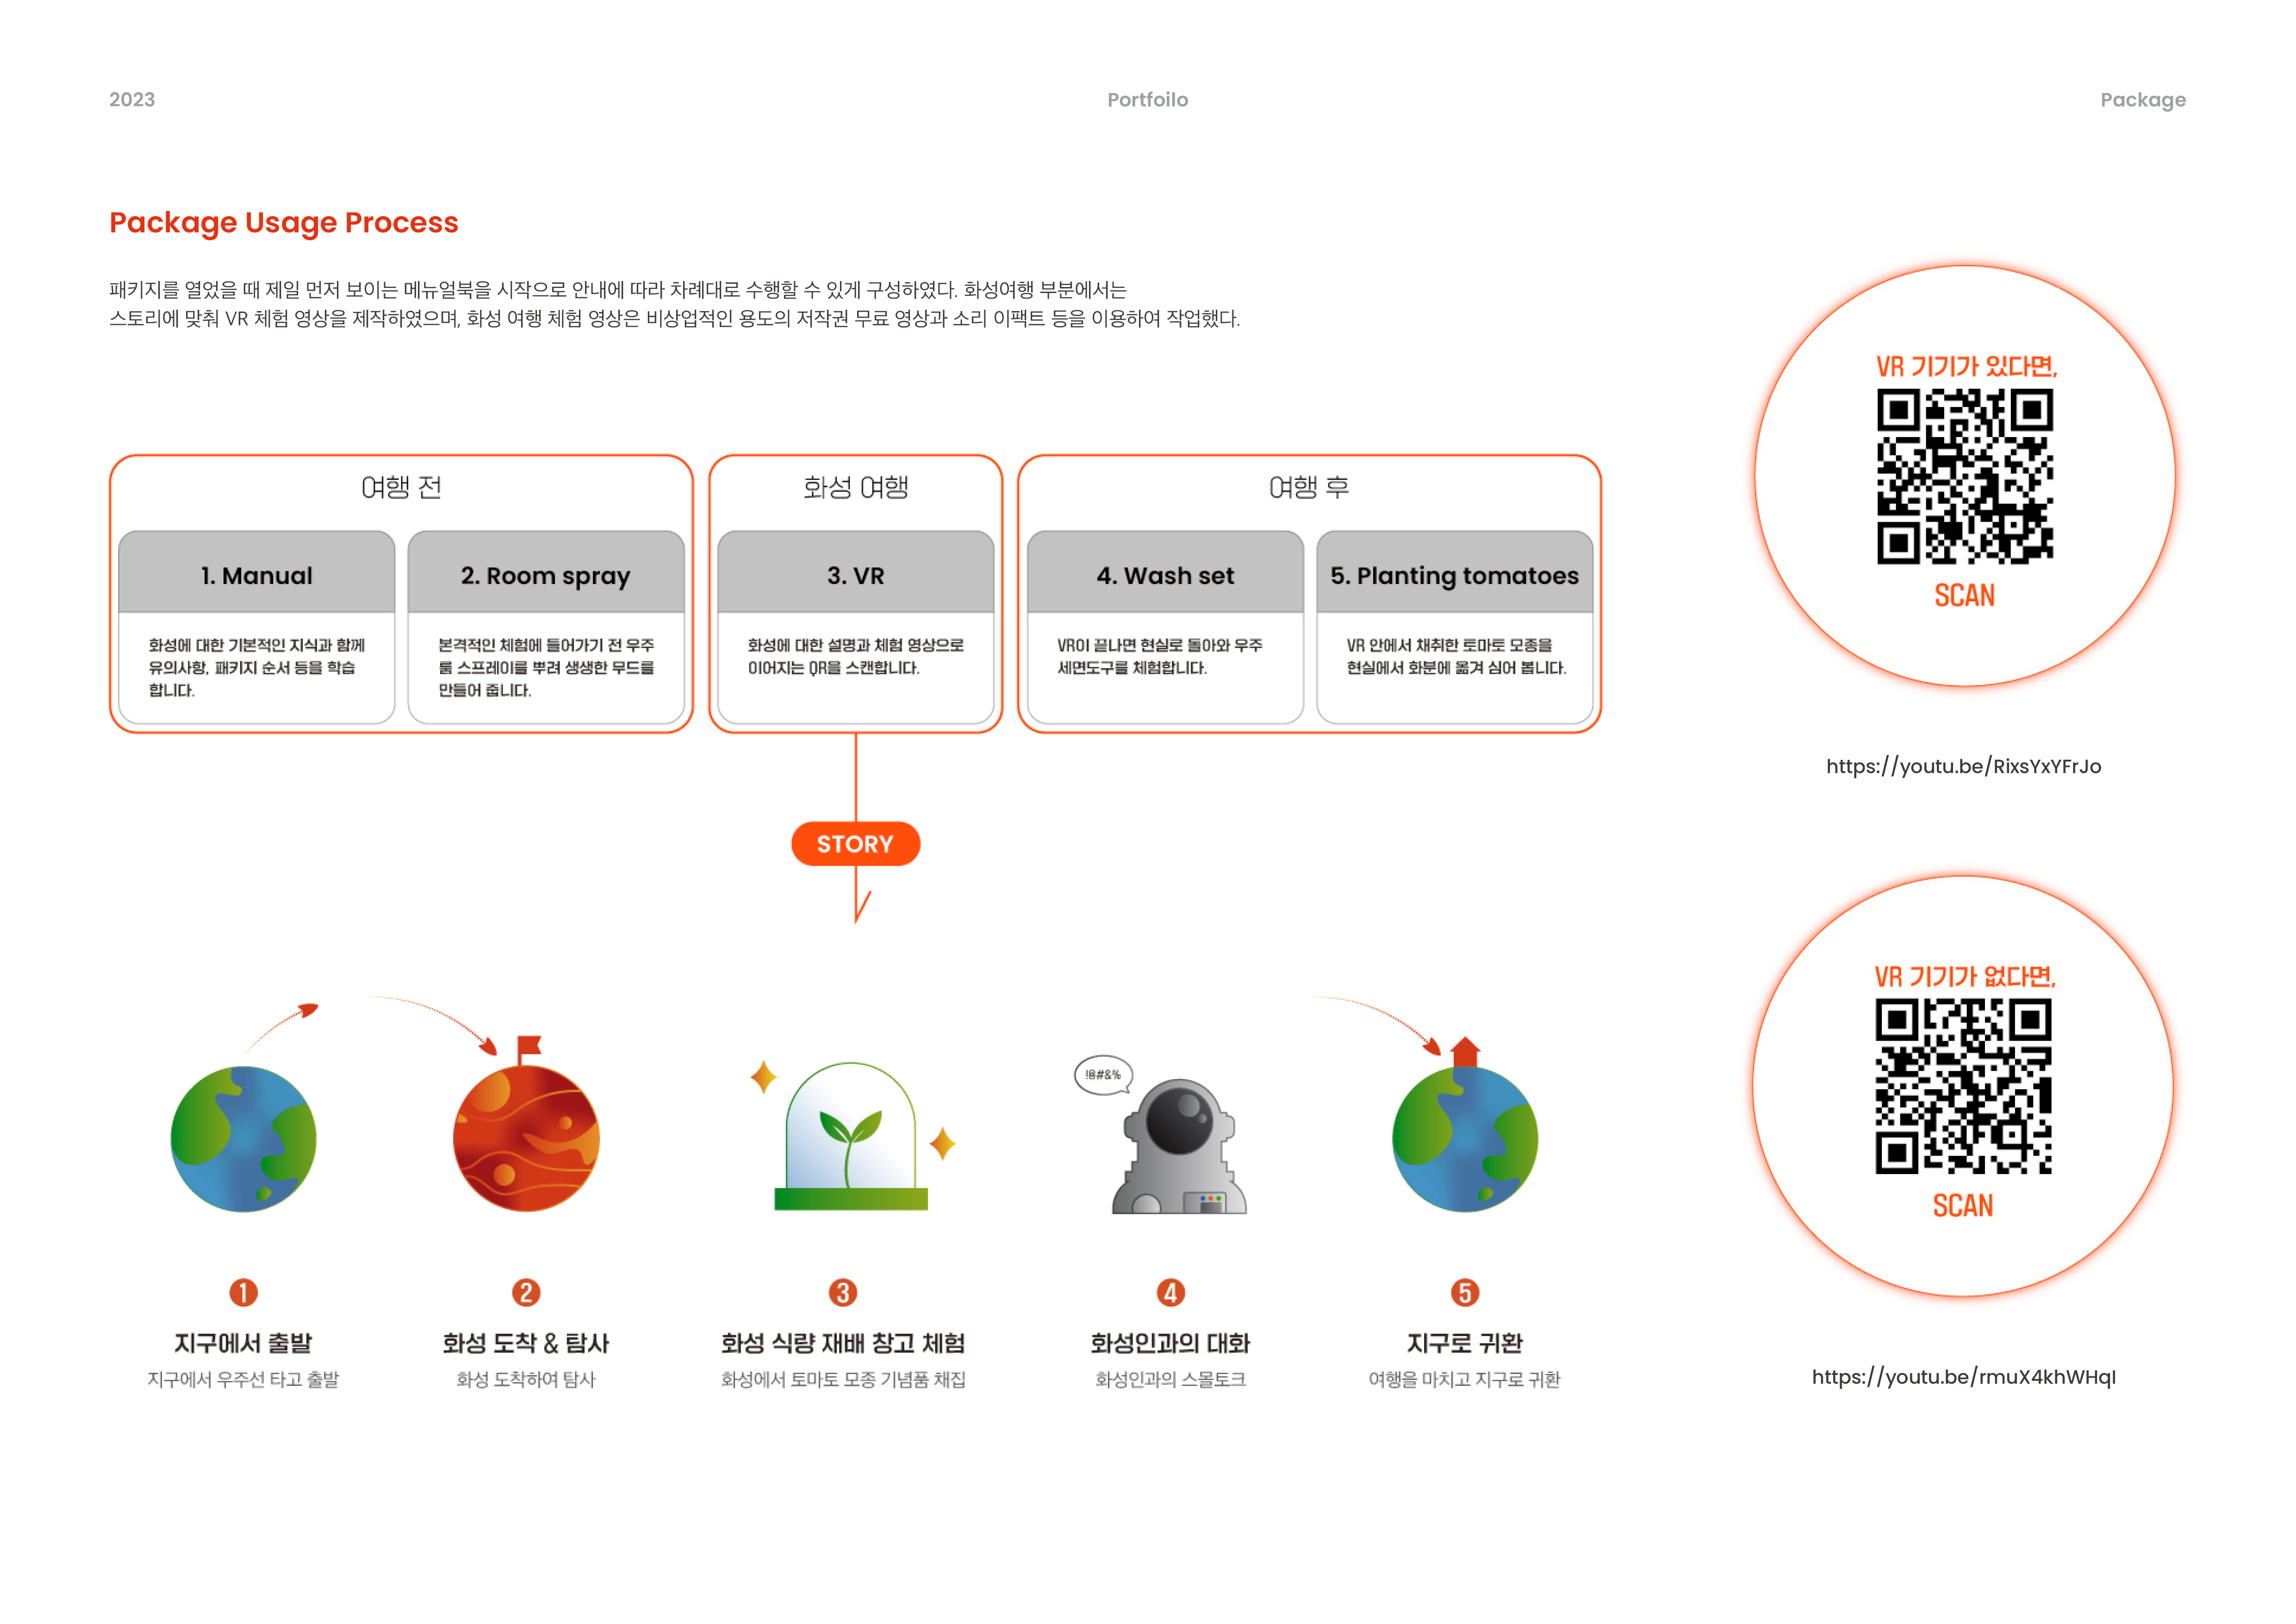 2023
Portfoilo
Package
Package Usage Process
패키지를 열었을 때 제일 먼저 보이는 메뉴얼북을 시작으로 안내에 따라 차례대로 수행할 수 있게 구성하였다. 화성여행 부분에서는
스토리에 맞춰 VR 체험 영상을 제작하였으며, 화성 여행 체험 영상은 비상업적인 용도의 저작권 무료 영상과 소리 이팩트 등을 이용하여 작업했다.
여행 전
1. Manual
화성에 대한 기본적인 지식과 함께
유의사항, 패키지 순서 등을 학습
합니다.
2. Room spray
본격적인 체험에 들어가기 전 우주
룸 스프레이를 뿌려 생생한 무드를
만들어 줍니다.
화성 여행
3. VR
화성에 대한 설명과 체험 영상으로
이어지는 QR을 스캔합니다.
여행 후
4. Wash set
VR이 끝나면 현실로 돌아와 우주
세면도구를 체험합니다.
5. Planting tomatoes
VR 안에서 채취한 토마토 모종을
현실에서 화분에 옮겨 심어 봅니다.
STORY
!@#&%
1
지구에서 출발
지구에서 우주선 타고 출발
2
화성 도착 & 탐사
화성 도착하여 탐사
3
화성 식량 재배 창고 체험
화성에서 토마토 모종 기념품 채집
4
화성인과의 대화
화성인과의 스몰토크
5
지구로 귀환
여행을 마치고 지구로 귀환
VR 기기가 있다면,
SCAN
https://youtu.be/RixsYxYFrJo
VR 기기가 없다면,
SCAN
https://youtu.be/rmuX4khWHqI